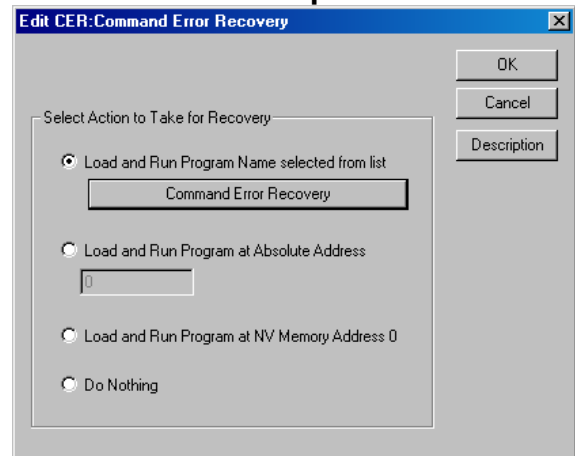 Edit CER:Command Error Recovery
OK
Cancel
Description
Select Action to Take for Recovery
Load and Run Program Name selected from list
Command Error Recovery
Load and Run Program at Absolute Address
0
Load and Run Program at NV Memory Address 0
Do Nothing